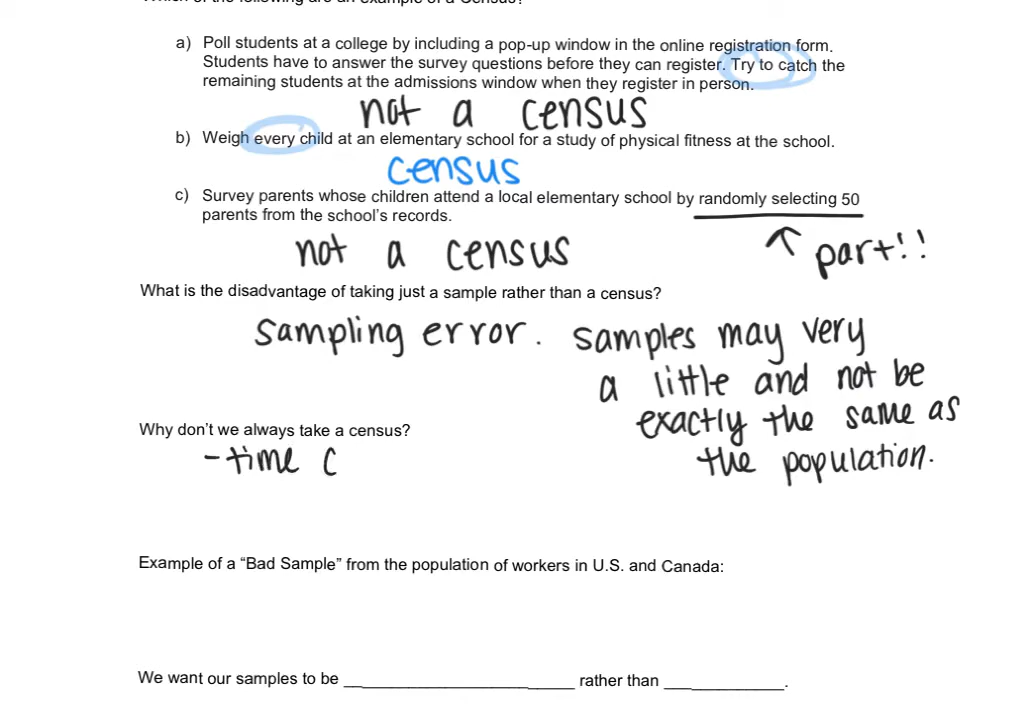 a) Poll students at a college by including a pop-up window in the online registration form.
Students have to answer the survey questions before they can register. Try to catch the
remaining students at the admissions window when they register in person.
not a census
b) Weigh every child at an elementary school for a study of physical fitness at the school.
census
c) Survey parents whose children attend a local elementary school by randomly selecting 50
parents from the school's records.
not a census
part!!
What is the disadvantage of taking just a sample rather than a census?
Sampling error. samples may very
a little and not be
exactly the same as
the population.
Why don't we always take a census?
- time c
Example of a “Bad Sample” from the population of workers in U.S. and Canada:
We want our samples to be ______________________ rather than ____________.